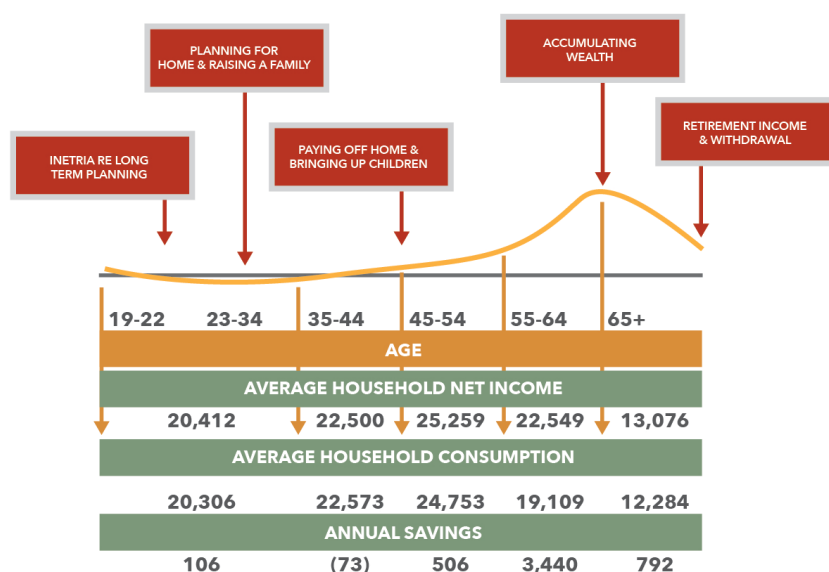 PLANNING FOR
HOME & RAISING A FAMILY
ACCUMULATING
WEALTH
INETRIA RE LONG
TERM PLANNING
PAYING OFF HOME &
BRINGING UP CHILDREN
RETIREMENT INCOME
& WITHDRAWAL
19-22 23-34 35-44 45-54 55-64 65+
AGE
AVERAGE HOUSEHOLD NET INCOME
20,412 22,500 25,259 22,549 13,076
AVERAGE HOUSEHOLD CONSUMPTION
20,306 22,573 24,753 19,109 12,284
ANNUAL SAVINGS
106 (73) 506 3,440 792